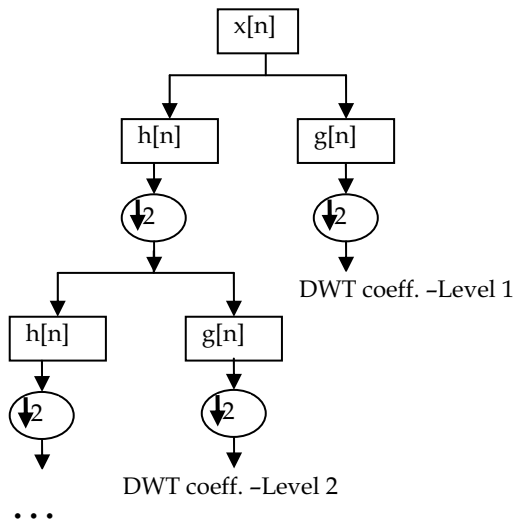 x[n]
h[n] g[n]
↓2 ↓2
DWT coeff. –Level 1
h[n] g[n]
↓2 ↓2
DWT coeff. –Level 2
...